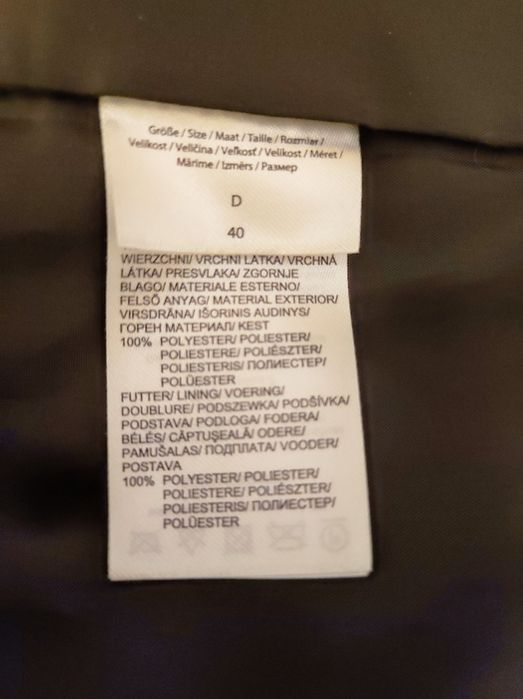 Größe / Size / Maat / Taille / Rozmiar /
Velikost / Veličina / Veľkosť / Velikost / Méret /
Mărime / Izmērs / Размер
D
40
WIERZCHNI/ VRCHNÍ LÁTKA/ VRCHNÁ
LÁTKA/ PRESVLAKA/ ZGORNJE
BLAGO/ MATERIALE ESTERNO/
FELSŐ ANYAG/ MATERIAL EXTERIOR/
VIRSDRĀNA/ IŠORINIS AUDINYS/
ГОРЕН МАТЕРИАЛ/ KEST
100% POLYESTER/ POLIESTER/
POLIESTERE/ POLIÉSZTER/
POLIESTERIS/ ПОЛИЕСТЕР/
POLÜESTER
FUTTER/ LINING/ VOERING/
DOUBLURE/ PODSZEWKA/ PODŠÍVKA/
PODSTAVA/ PODLOGA/ FODERA/
BÉLÉS/ CĂPTUŞEALĂ/ ODERE/
PAMUŠALAS/ ПОДПЛАТА/ VOODER/
POSTAVA
100% POLYESTER/ POLIESTER/
POLIESTERE/ POLIÉSZTER/
POLIESTERIS/ ПОЛИЕСТЕР/
POLÜESTER